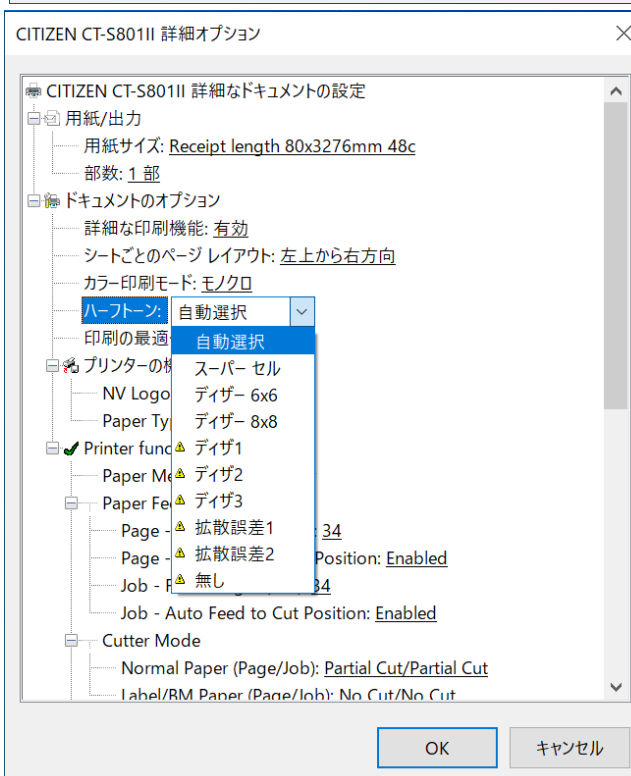 CITIZEN CT-S801II 詳細オプション
CITIZEN CT-S801II 詳細なドキュメントの設定
用紙/出力
用紙サイズ: Receipt length 80x3276mm 48c
部数: 1 部
ドキュメントのオプション
詳細な印刷機能: 有効
シートごとのページ レイアウト: 左上から右方向
カラー印刷モード: モノクロ
ハーフトーン: 自動選択
印刷の最適
自動選択
スーパー セル
ディザー 6x6
ディザー 8x8
ディザ1
ディザ2
ディザ3
拡散誤差1
拡散誤差2
無し
プリンターの機
NV Logo
Paper Ty
Printer func
Paper Me
Paper Fe
Page - : 34
Page - Position: Enabled
Job - 34
Job - Auto Feed to Cut Position: Enabled
Cutter Mode
Normal Paper (Page/Job): Partial Cut/Partial Cut
Label/BM Paper (Page/Job): No Cut/No Cut
OK キャンセル